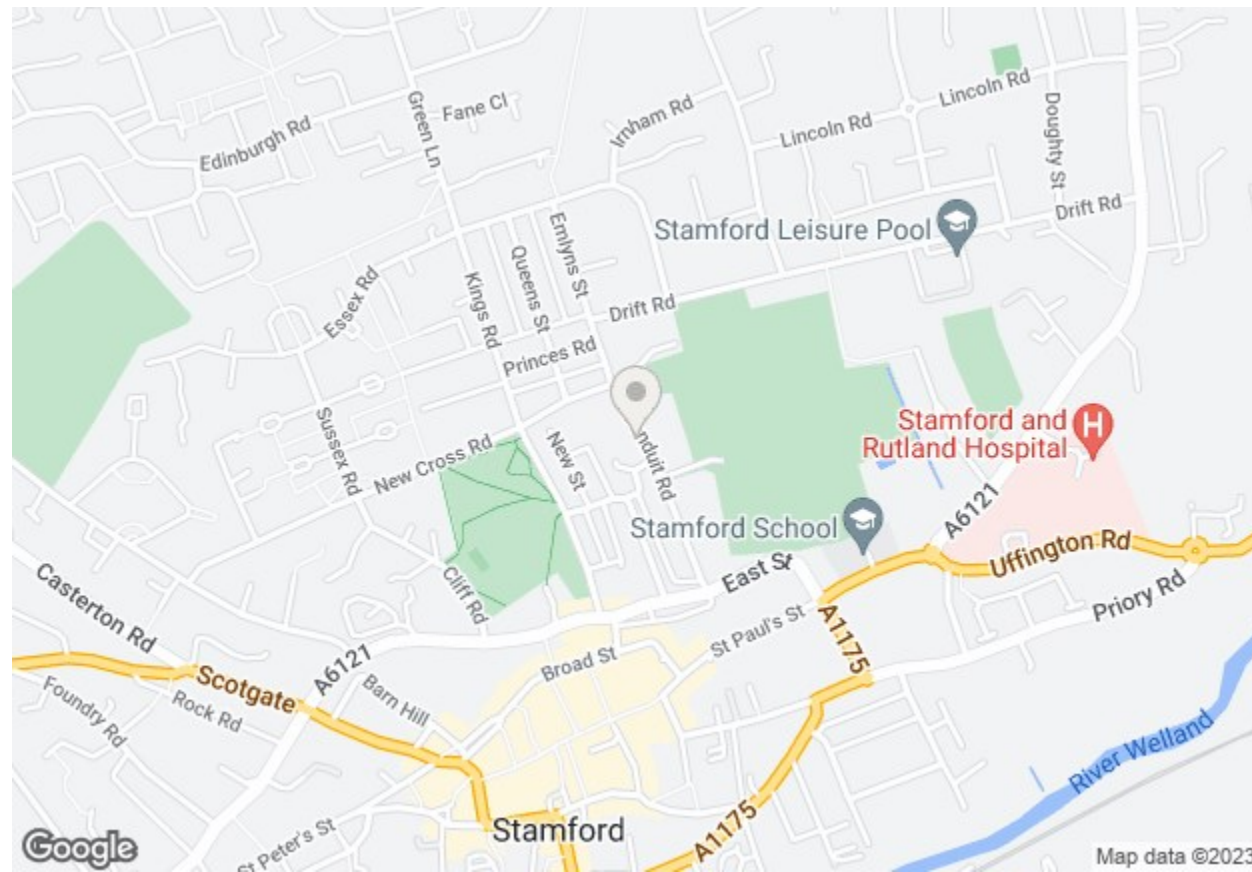 Green Ln
Fane Cl
Irnham Rd
Lincoln Rd
Lincoln Rd
Doughty St
Edinburgh Rd
Drift Rd
Stamford Leisure Pool
Emlyns St
Queens St
Kings Rd
Essex Rd
Drift Rd
Princes Rd
Sussex Rd
New Cross Rd
New St
nduit Rd
Stamford and
Rutland Hospital
H
Stamford School
A6121
Uffington Rd
East St
Priory Rd
Cliff Rd
Casterton Rd
St Paul's St
A1175
A6121
Broad St
Scotgate
Barn Hill
Foundry Rd
Rock Rd
River Welland
Stamford
A1175
St Peter's St
Google
Map data ©2023